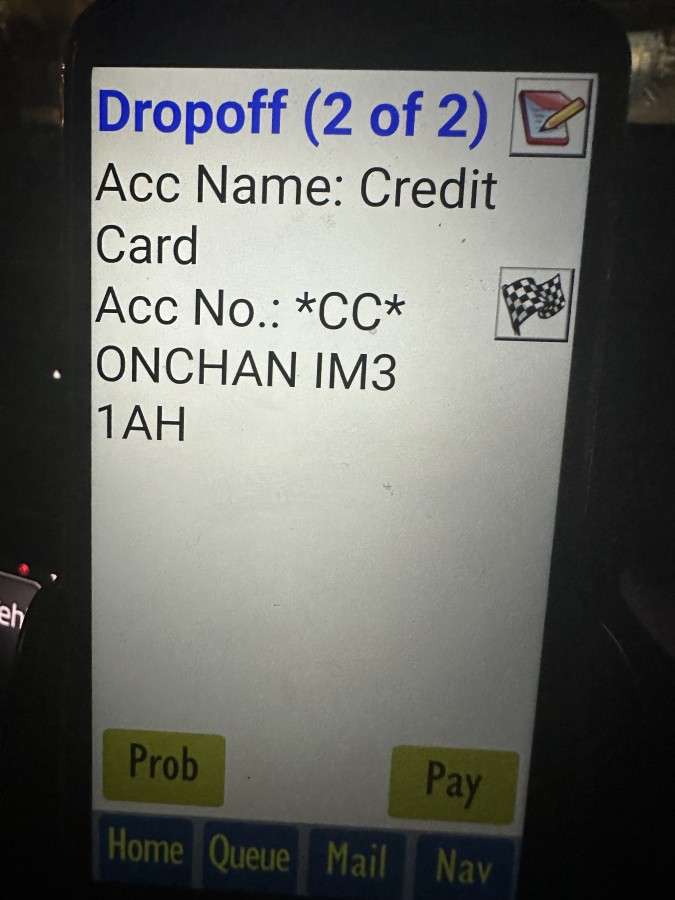 Dropoff (2 of 2)
Acc Name: Credit
Card
Acc No.: *CC*
ONCHAN IM3
1AH
Prob
Pay
Home
Queue
Mail
Nav